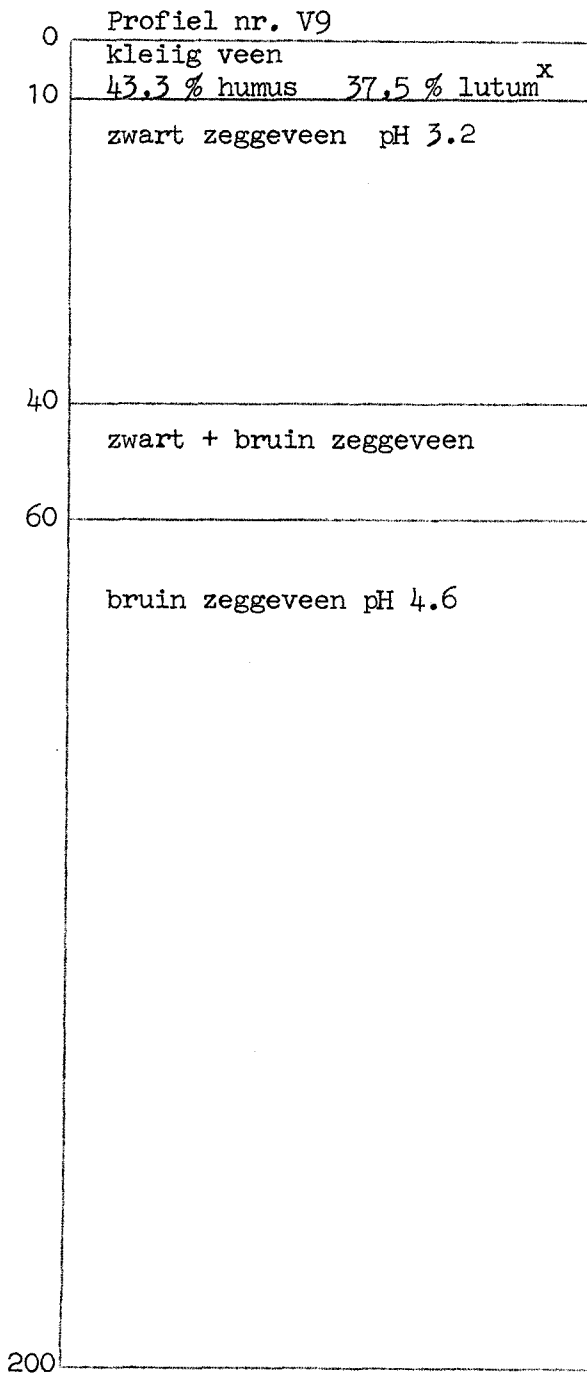 Profiel nr. V9
0
kleiig veen
43.3 % humus 37.5 % lutum x
10
zwart zeggeveen pH 3.2
40
zwart + bruin zeggeveen
60
bruin zeggeveen pH 4.6
200